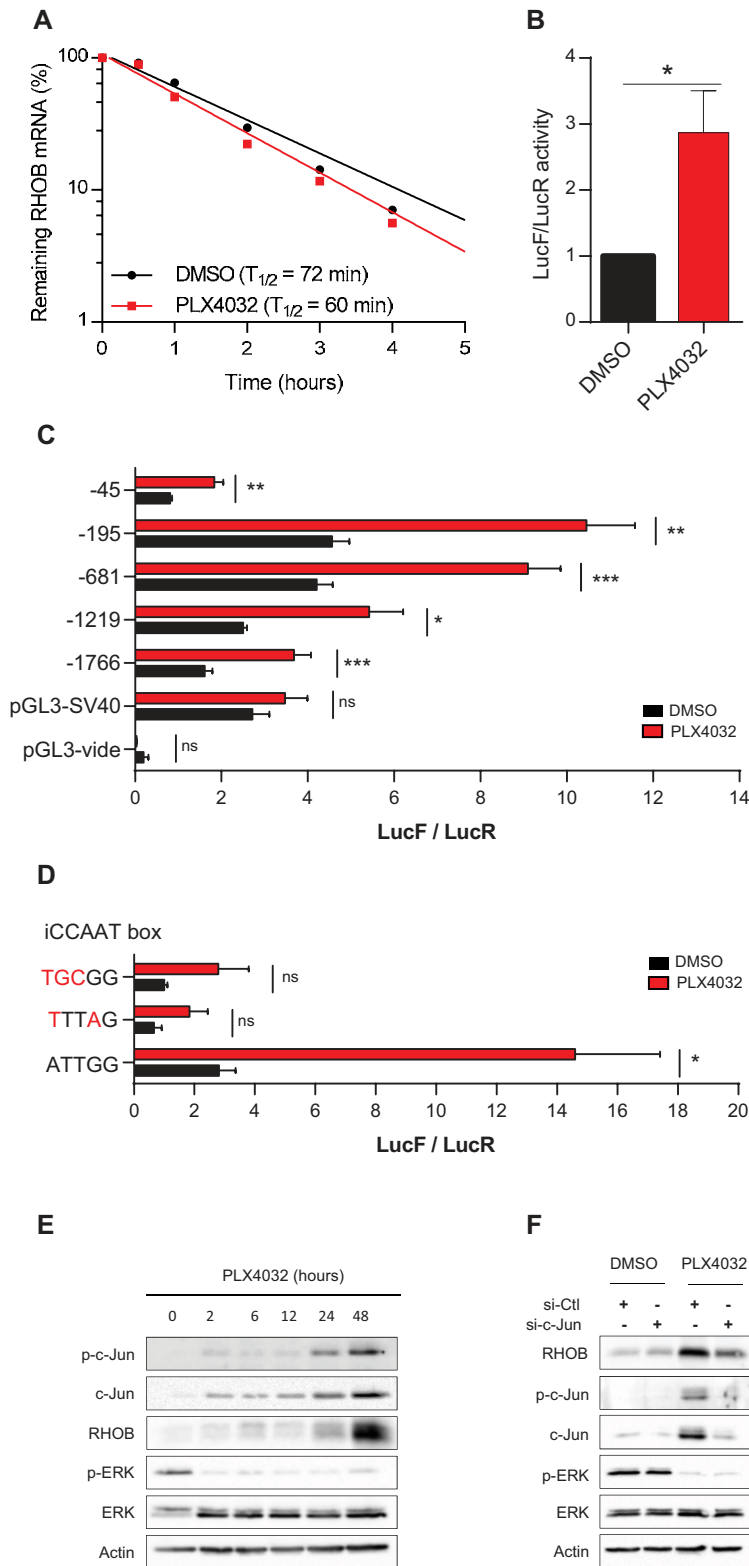 A
Remaining RHOB mRNA (%)
100
10
1
DMSO (T1/2 = 72 min)
PLX4032 (T1/2 = 60 min)
0 1 2 3 4 5
Time (hours)
B
LucF/LucR activity
4
3
2
1
0
*
DMSO
PLX4032
C
-45
**
-195
**
-681
***
-1219
*
-1766
***
pGL3-SV40
ns
pGL3-vide
ns
DMSO
PLX4032
0 2 4 6 8 10 12 14
LucF / LucR
D
iCCAAT box
TGCGG
ns
TTTAG
ns
ATTGG
*
DMSO
PLX4032
0 2 4 6 8 10 12 14 16 18 20
LucF / LucR
E
PLX4032 (hours)
0 2 6 12 24 48
p-c-Jun
c-Jun
RHOB
p-ERK
ERK
Actin
F
DMSO PLX4032
si-Ctl + - + -
si-c-Jun - + - +
RHOB
p-c-Jun
c-Jun
p-ERK
ERK
Actin